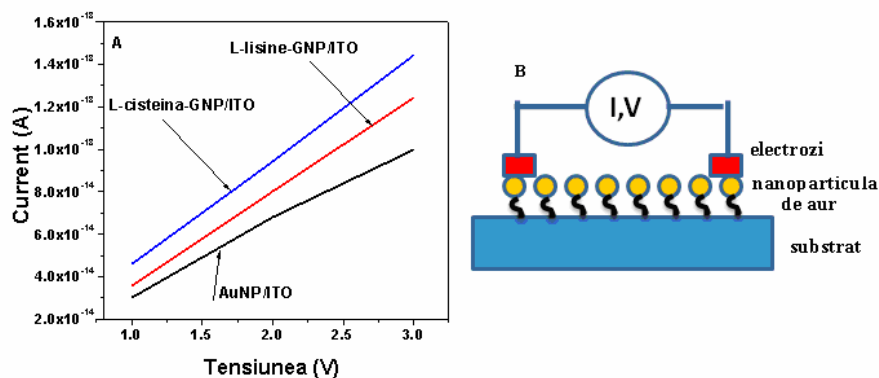 A
1.6x10⁻¹³
1.4x10⁻¹³
1.2x10⁻¹³
1.0x10⁻¹³
8.0x10⁻¹⁴
6.0x10⁻¹⁴
4.0x10⁻¹⁴
2.0x10⁻¹⁴
Current (A)
L-lisine-GNP/ITO
L-cisteina-GNP/ITO
AuNP/ITO
1.0 1.5 2.0 2.5 3.0
Tensiunea (V)
B
I,V
electrozi
nanoparticula
de aur
substrat